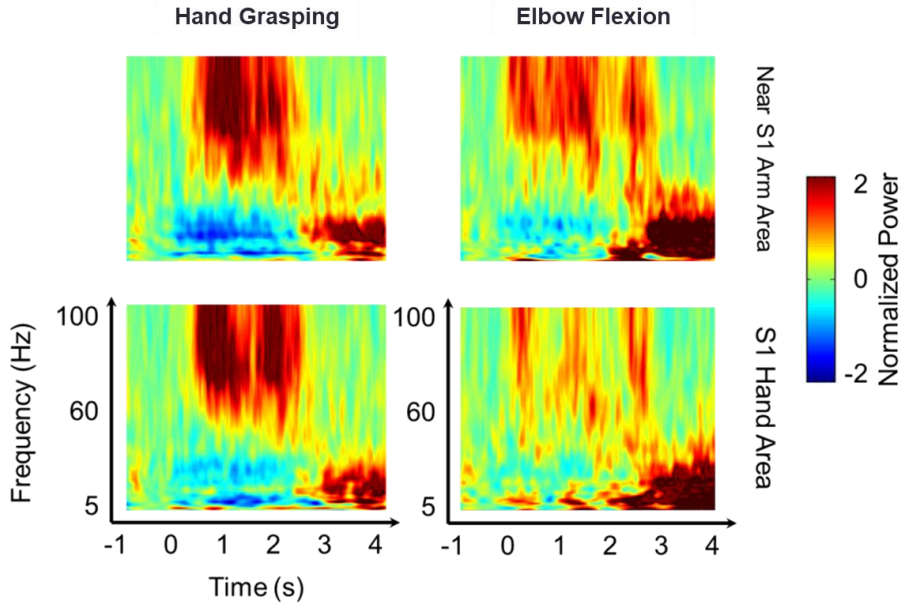 Hand Grasping
Elbow Flexion
Near S1 Arm Area
2
0
-2
Normalized Power
Frequency (Hz)
100
60
5
100
60
5
S1 Hand Area
-1 0 1 2 3 4
-1 0 1 2 3 4
Time (s)